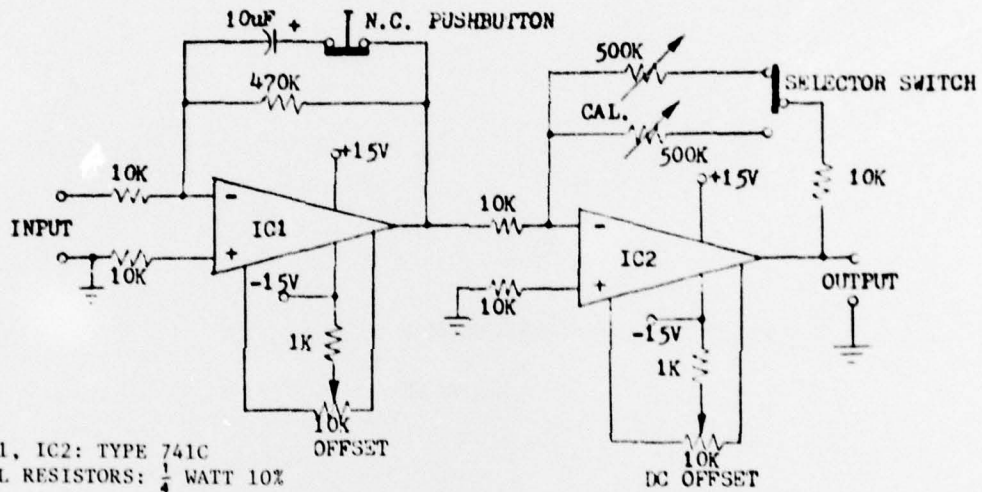 10uF + N.C. PUSHBUTTON
470K
500K
SELECTOR SWITCH
CAL.
500K
+15V
+15V
10K
10K
10K
INPUT
-
IC1
+
10K
-
IC2
+
10K
OUTPUT
-15V
-15V
1K
1K
10K
OFFSET
10K
DC OFFSET
1, IC2: TYPE 741C
L RESISTORS: 1/4 WATT 10%